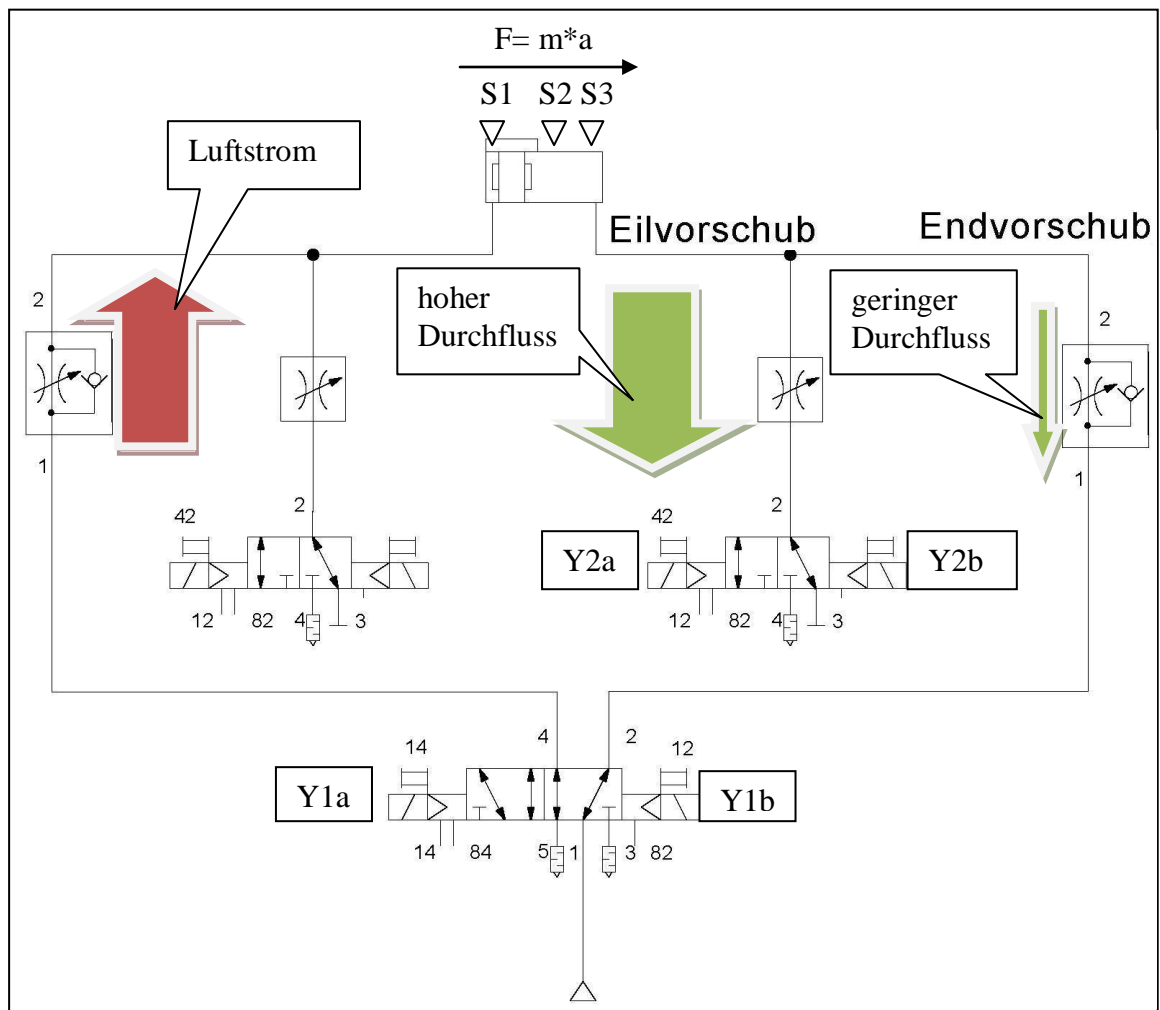 F= m*a
S1 S2 S3
Luftstrom
Eilvorschub
Endvorschub
hoher
Durchfluss
geringer
Durchfluss
2
2
1
1
2
2
42
42
Y2a
Y2b
12 82 4 3
12 82 4 3
4 2
14
12
Y1a
Y1b
14 84 5 1 3 82